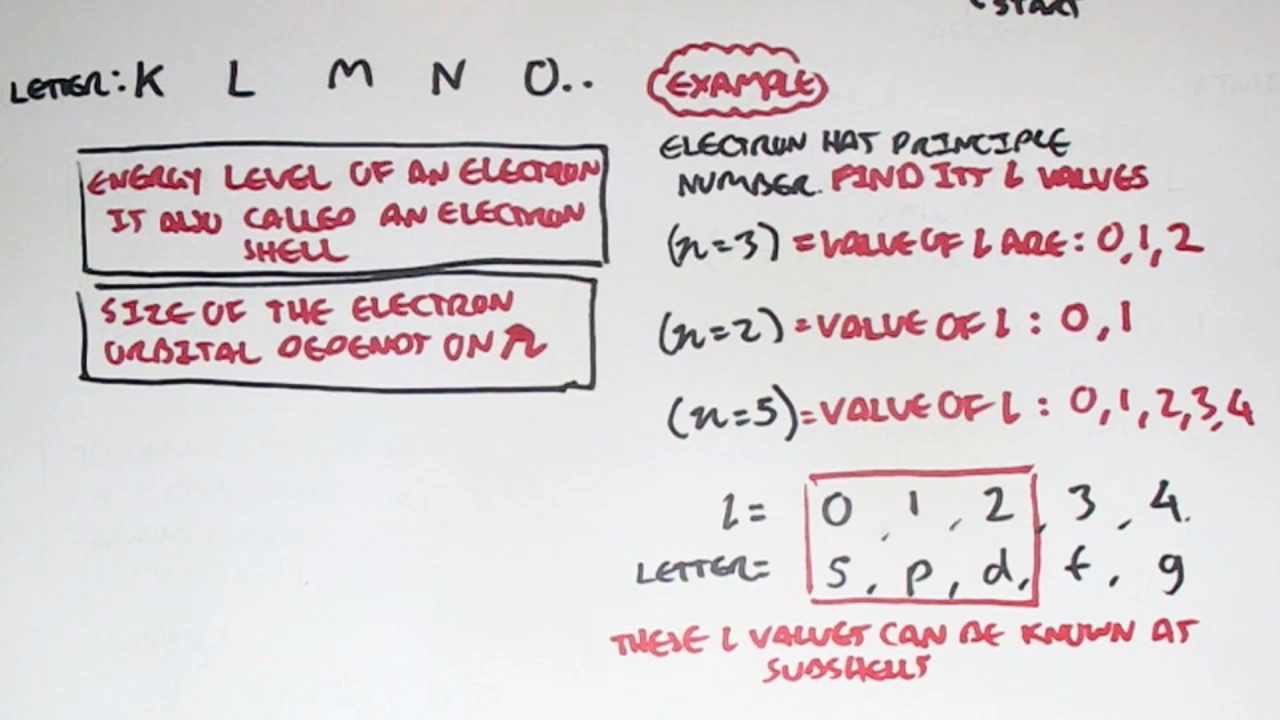 START
LETTER: K L M N O..
ENERGY LEVEL OF AN ELECTRON
IT ALSO CALLED AN ELECTRON
SHELL
SIZE OF THE ELECTRON
ORBITAL DEPENDT ON n
EXAMPLE
ELECTRON HAS PRINCIPLE
NUMBER. FIND ITS L VALUES
(n=3) = VALUE OF L ARE: 0,1,2
(n=2) = VALUE OF l : 0,1
(n=5) = VALUE OF L : 0,1,2,3,4
l = 0, 1, 2, 3, 4.
LETTER= s, p, d, f, g
THESE L VALUES CAN BE KNOWN AS
SUBSHELLS